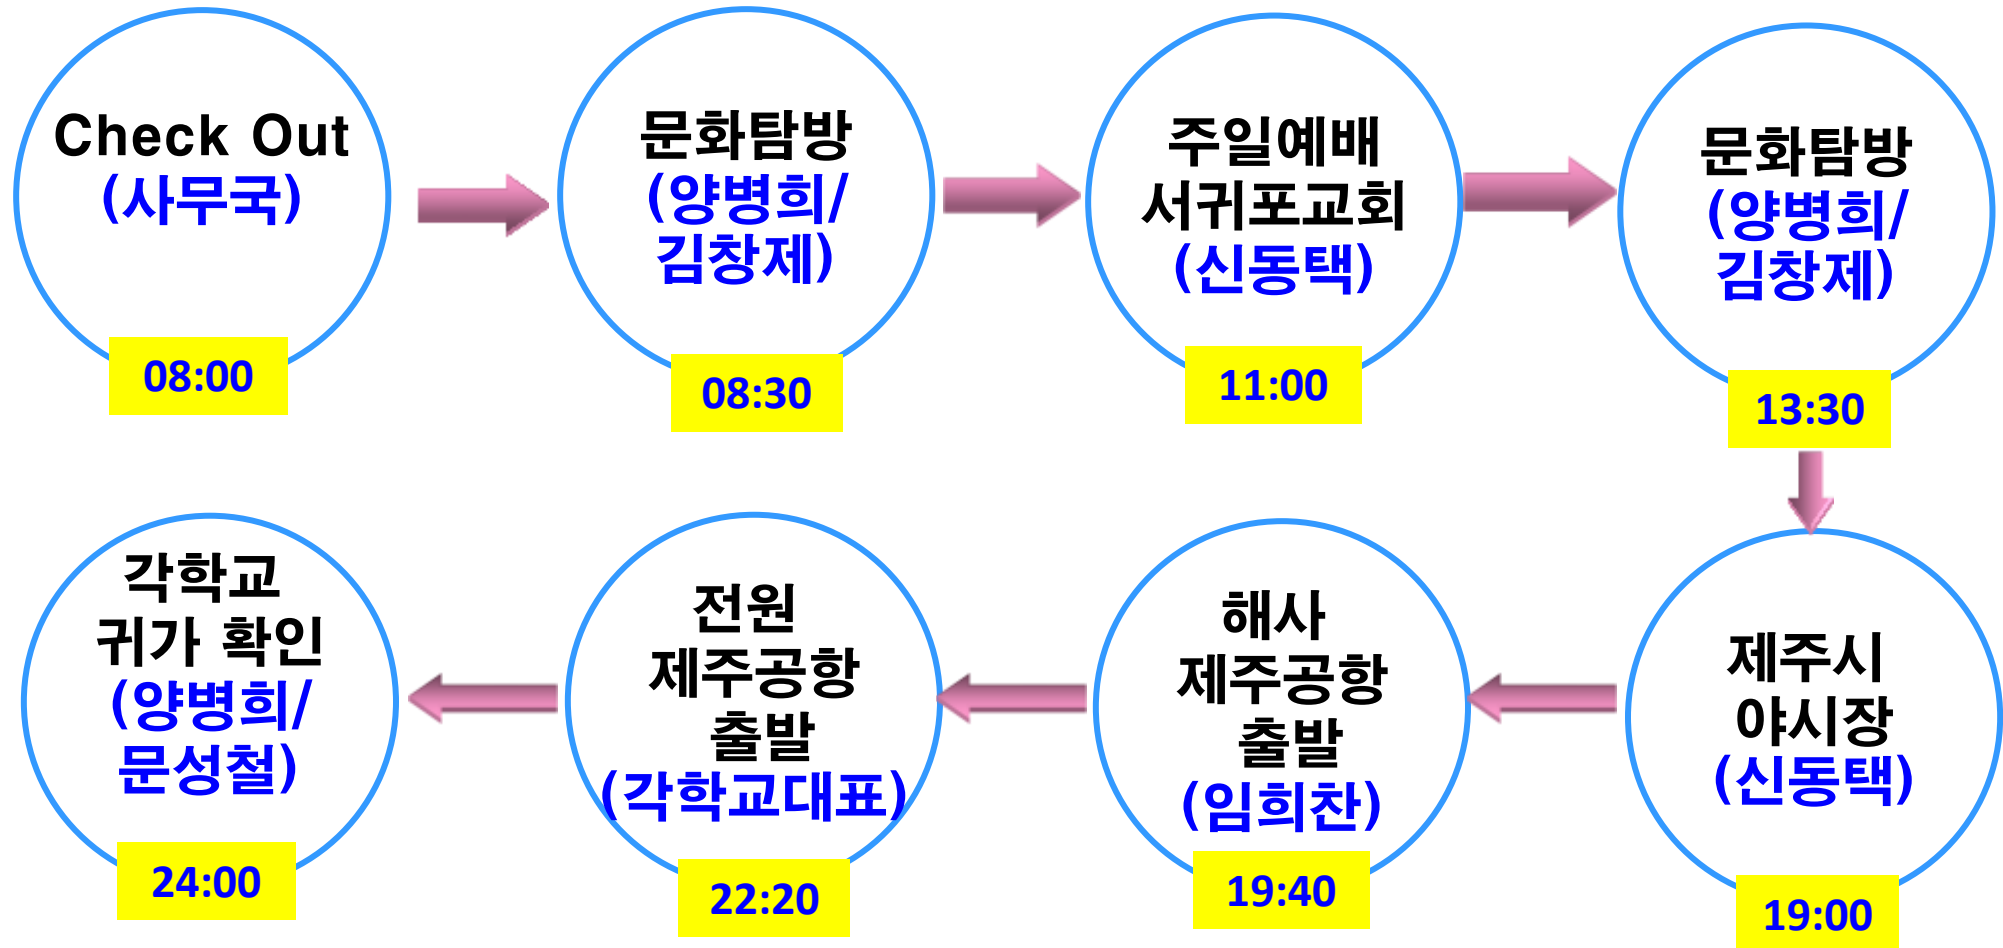 Check Out
(사무국)
08:00
문화탐방
(양병희/
김창제)
08:30
주일예배
서귀포교회
(신동택)
11:00
문화탐방
(양병희/
김창제)
13:30
제주시
야시장
(신동택)
19:00
해사
제주공항
출발
(임희찬)
19:40
전원
제주공항
출발
(각학교대표)
22:20
각학교
귀가 확인
(양병희/
문성철)
24:00